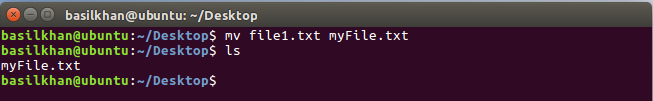 basilkhan@ubuntu: ~/Desktop
basilkhan@ubuntu:~/Desktop$ mv file1.txt myFile.txt
basilkhan@ubuntu:~/Desktop$ ls
myFile.txt
basilkhan@ubuntu:~/Desktop$